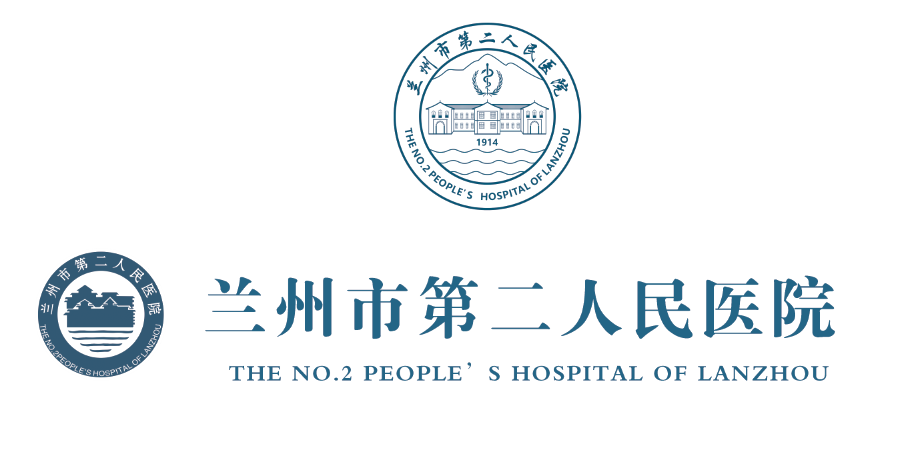 兰州市第二人民医院
1914
THE NO.2 PEOPLE'S HOSPITAL OF LANZHOU
兰州市第二人民医院
THE NO.2PEOPLE'S HOSPITAL OF LANZHOU
兰州市第二人民医院
THE NO.2 PEOPLE’S HOSPITAL OF LANZHOU